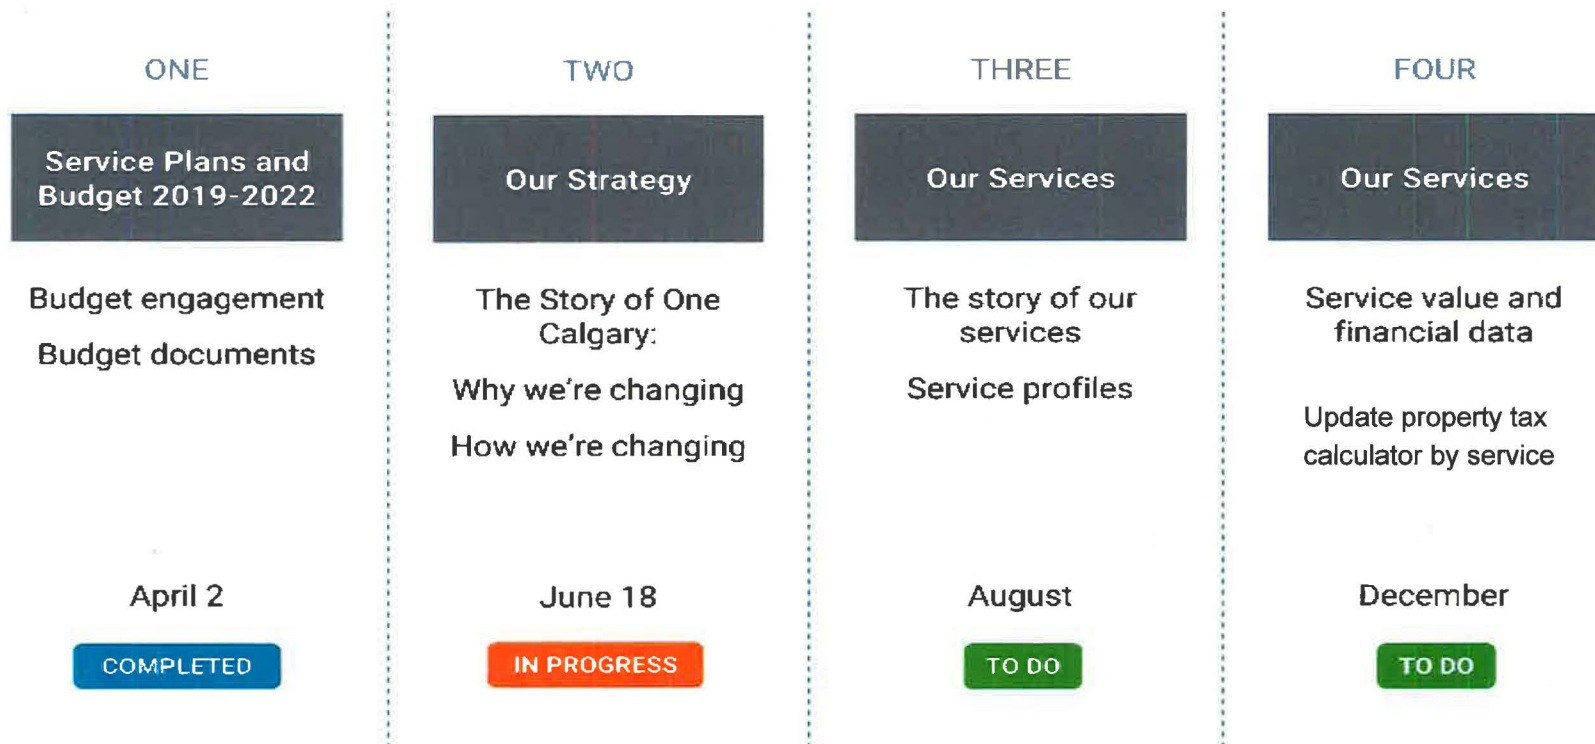 ONE
Service Plans and
Budget 2019-2022
Budget engagement
Budget documents
April 2
COMPLETED
TWO
Our Strategy
The Story of One
Calgary:
Why we're changing
How we're changing
June 18
IN PROGRESS
THREE
Our Services
The story of our
services
Service profiles
August
TO DO
FOUR
Our Services
Service value and
financial data
Update property tax
calculator by service
December
TO DO